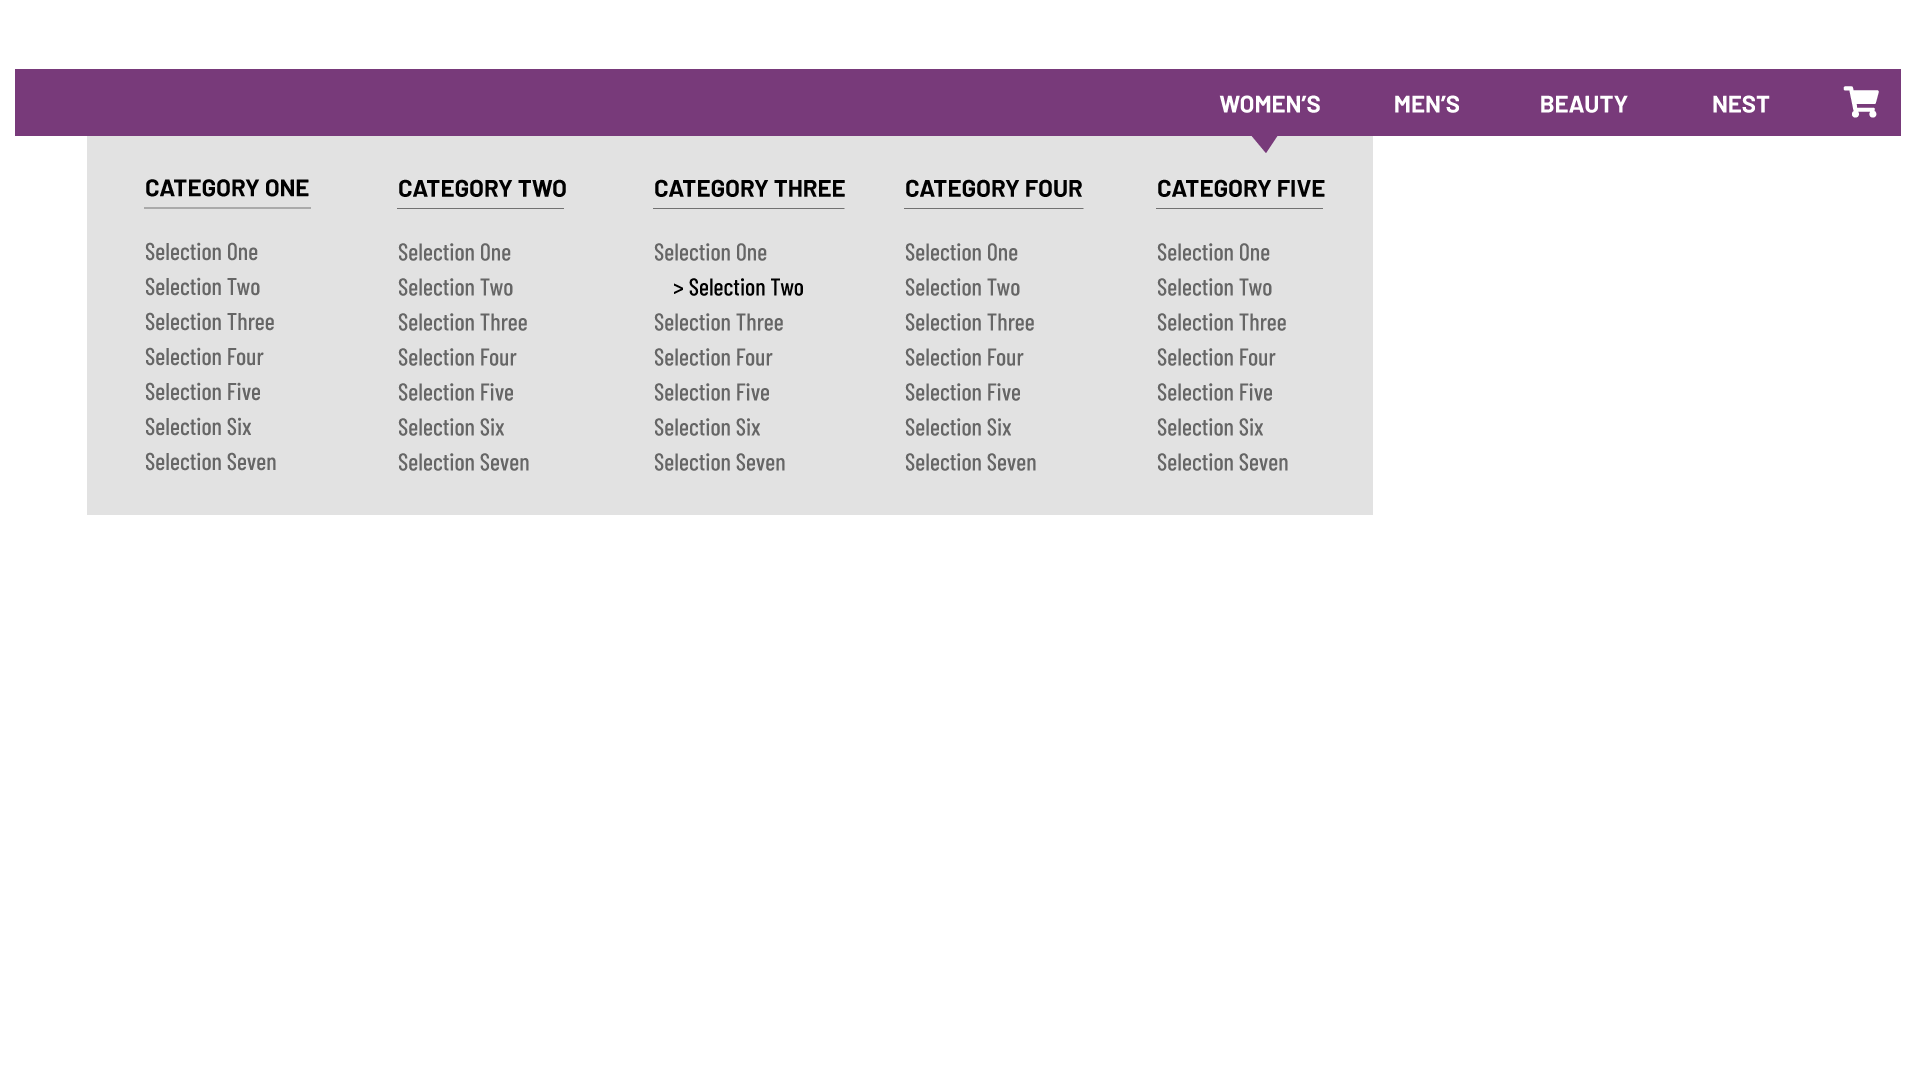 WOMEN’S MEN’S BEAUTY NEST
CATEGORY ONE
Selection One
Selection Two
Selection Three
Selection Four
Selection Five
Selection Six
Selection Seven
CATEGORY TWO
Selection One
Selection Two
Selection Three
Selection Four
Selection Five
Selection Six
Selection Seven
CATEGORY THREE
Selection One
> Selection Two
Selection Three
Selection Four
Selection Five
Selection Six
Selection Seven
CATEGORY FOUR
Selection One
Selection Two
Selection Three
Selection Four
Selection Five
Selection Six
Selection Seven
CATEGORY FIVE
Selection One
Selection Two
Selection Three
Selection Four
Selection Five
Selection Six
Selection Seven